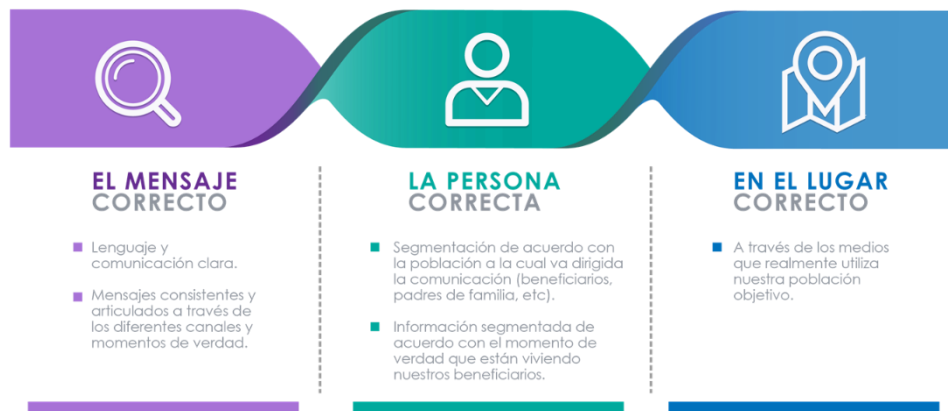 EL MENSAJE
CORRECTO
Lenguaje y
comunicación clara.
Mensajes consistentes y
articulados a través de
los diferentes canales y
momentos de verdad.
LA PERSONA
CORRECTA
Segmentación de acuerdo con
la población a la cual va dirigida
la comunicación (beneficiarios,
padres de familia, etc).
Información segmentada de
acuerdo con el momento de
verdad que están viviendo
nuestros beneficiarios.
EN EL LUGAR
CORRECTO
A través de los medios
que realmente utiliza
nuestra población
objetivo.